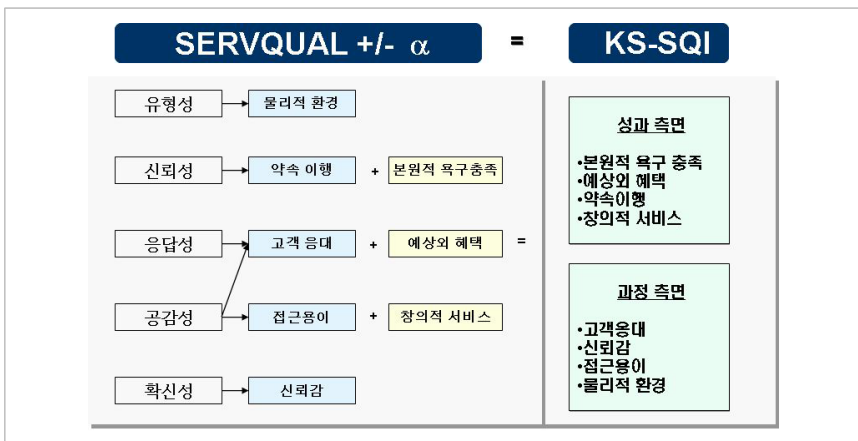 SERVQUAL +/- α = KS-SQI
유형성 물리적 환경
신뢰성 약속 이행 + 본원적 욕구충족
응답성 고객 응대 + 예상외 혜택 =
공감성 접근용이 + 창의적 서비스
확신성 신뢰감
성과 측면
•본원적 욕구 충족
•예상외 혜택
•약속이행
•창의적 서비스
과정 측면
•고객응대
•신뢰감
•접근용이
•물리적 환경